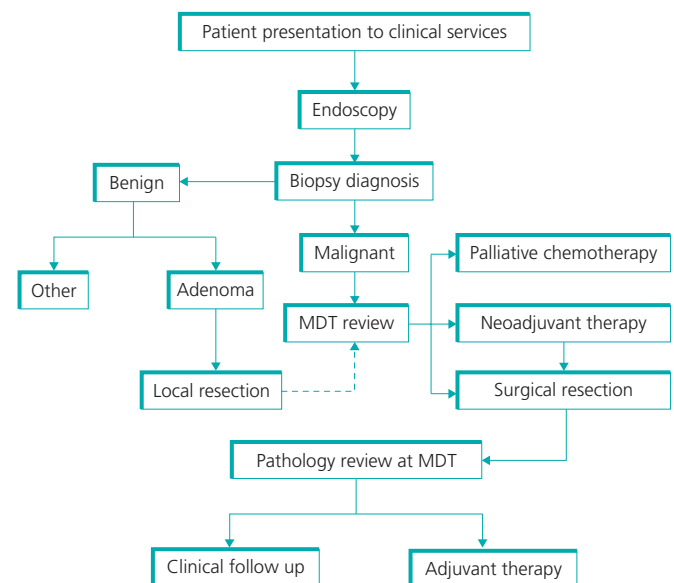 Patient presentation to clinical services
Endoscopy
Biopsy diagnosis
Benign
Malignant
Palliative chemotherapy
Other
Adenoma
MDT review
Neoadjuvant therapy
Local resection
Surgical resection
Pathology review at MDT
Clinical follow up
Adjuvant therapy